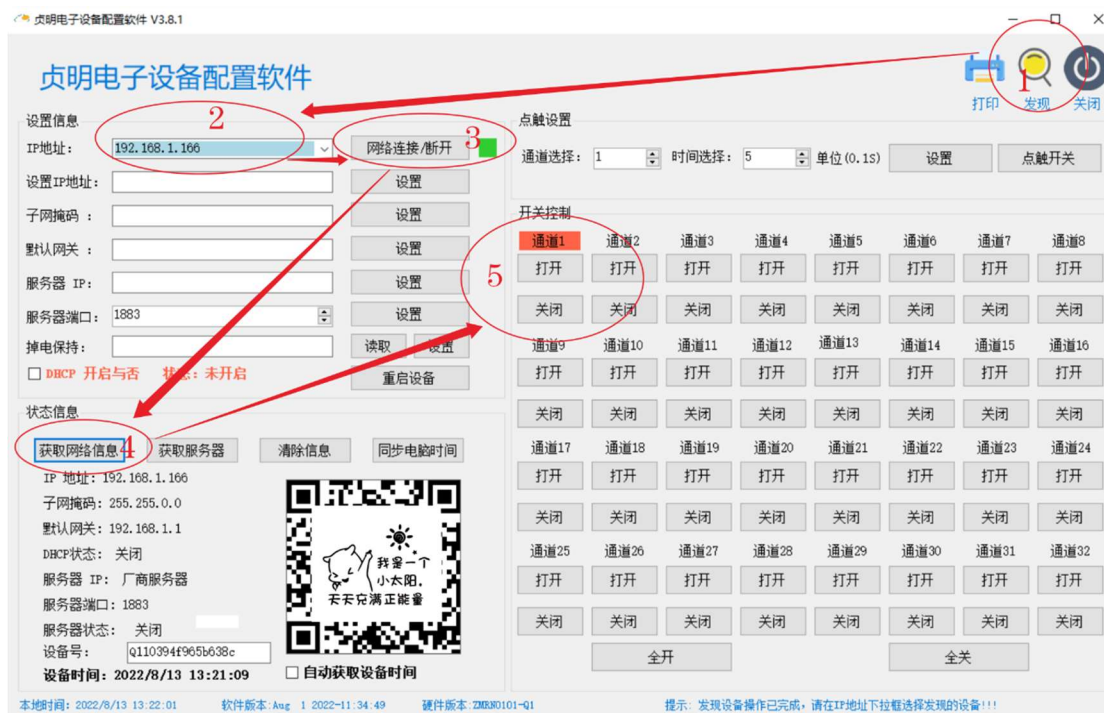 贞明电子设备配置软件 V3.8.1
贞明电子设备配置软件
打印 发现 关闭
1
设置信息
IP地址: 192.168.1.166 网络连接/断开
2
3
设置IP地址: 设置
子网掩码 : 设置
默认网关 : 设置
服务器 IP: 设置
服务器端口: 1883 设置
掉电保持: 读取 设置
DHCP 开启与否 状态: 未开启 重启设备
点触设置
通道选择: 1 时间选择: 5 单位(0.1S) 设置 点触开关
开关控制
5
通道1 通道2 通道3 通道4 通道5 通道6 通道7 通道8
打开 打开 打开 打开 打开 打开 打开 打开
关闭 关闭 关闭 关闭 关闭 关闭 关闭 关闭
通道9 通道10 通道11 通道12 通道13 通道14 通道15 通道16
打开 打开 打开 打开 打开 打开 打开 打开
关闭 关闭 关闭 关闭 关闭 关闭 关闭 关闭
通道17 通道18 通道19 通道20 通道21 通道22 通道23 通道24
打开 打开 打开 打开 打开 打开 打开 打开
关闭 关闭 关闭 关闭 关闭 关闭 关闭 关闭
通道25 通道26 通道27 通道28 通道29 通道30 通道31 通道32
打开 打开 打开 打开 打开 打开 打开 打开
关闭 关闭 关闭 关闭 关闭 关闭 关闭 关闭
全开 全关
状态信息
获取网络信息 4 获取服务器 清除信息 同步电脑时间
IP 地址: 192.168.1.166
子网掩码: 255.255.0.0
默认网关: 192.168.1.1
DHCP状态: 关闭
服务器 IP: 厂商服务器
服务器端口: 1883
服务器状态: 关闭
设备号: Q110394f965b638c
设备时间: 2022/8/13 13:21:09 自动获取设备时间
我是一个
小太阳,
天天充满正能量
本地时间: 2022/8/13 13:22:01 软件版本:Aug 1 2022-11:34:49 硬件版本:ZMRN0101-Q1 提示: 发现设备操作已完成，请在IP地址下拉框选择发现的设备!!!